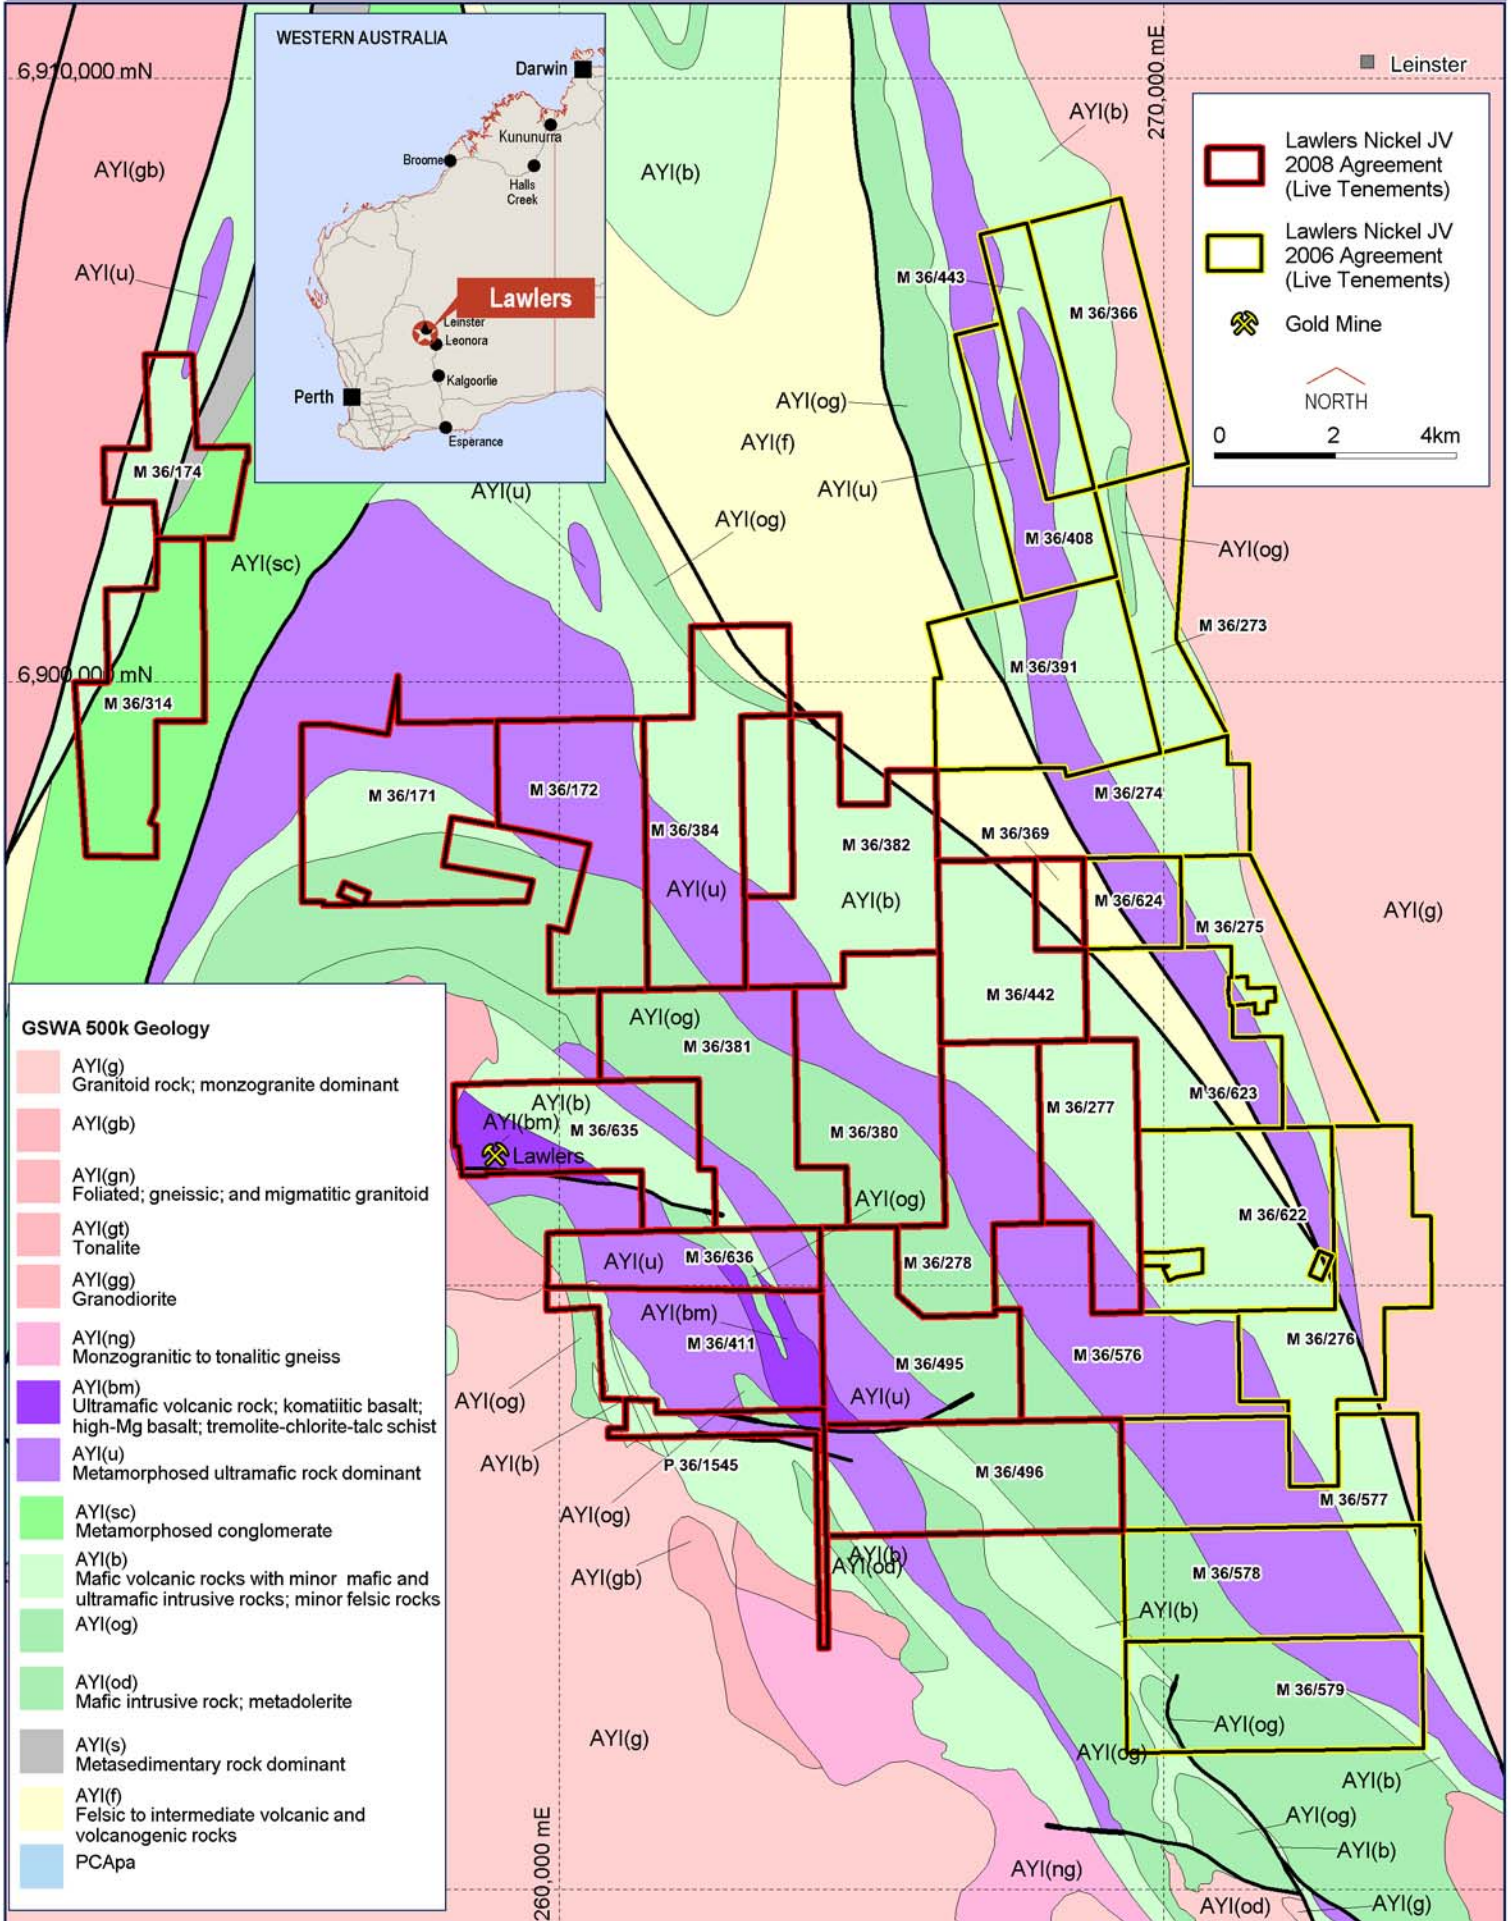 WESTERN AUSTRALIA
Darwin
Kununurra
Broome
Halls
Creek
Lawlers
Leinster
Leonora
Kalgoorlie
Perth
Esperance
6,910,000 mN
6,900,000 mN
270,000 mE
260,000 mE
Leinster
Lawlers Nickel JV
2008 Agreement
(Live Tenements)
Lawlers Nickel JV
2006 Agreement
(Live Tenements)
Gold Mine
NORTH
0 2 4km
AYI(gb)
AYI(u)
AYI(b)
AYI(b)
M 36/443
M 36/366
AYI(og)
AYI(f)
M 36/174
AYI(u)
AYI(u)
AYI(og)
M 36/408
AYI(og)
AYI(sc)
M 36/273
M 36/391
M 36/314
M 36/171
M 36/172
M 36/274
M 36/384
M 36/369
M 36/382
AYI(u)
AYI(b)
M 36/624
AYI(g)
M 36/275
M 36/442
AYI(og)
M 36/381
M 36/623
AYI(b)
M 36/277
AYI(bm)
M 36/635
M 36/380
Lawlers
AYI(og)
M 36/622
AYI(u)
M 36/636
M 36/278
AYI(bm)
M 36/411
M 36/276
M 36/576
M 36/495
AYI(u)
AYI(og)
AYI(b)
P 36/1545
M 36/496
M 36/577
AYI(og)
AYI(b)
AYI(od)
AYI(gb)
M 36/578
AYI(b)
M 36/579
AYI(og)
AYI(g)
AYI(og)
AYI(b)
AYI(og)
AYI(b)
AYI(ng)
AYI(od)
AYI(g)
GSWA 500k Geology
AYI(g)
Granitoid rock; monzogranite dominant
AYI(gb)
AYI(gn)
Foliated; gneissic; and migmatitic granitoid
AYI(gt)
Tonalite
AYI(gg)
Granodiorite
AYI(ng)
Monzogranitic to tonalitic gneiss
AYI(bm)
Ultramafic volcanic rock; komatiitic basalt;
high-Mg basalt; tremolite-chlorite-talc schist
AYI(u)
Metamorphosed ultramafic rock dominant
AYI(sc)
Metamorphosed conglomerate
AYI(b)
Mafic volcanic rocks with minor mafic and
ultramafic intrusive rocks; minor felsic rocks
AYI(og)
AYI(od)
Mafic intrusive rock; metadolerite
AYI(s)
Metasedimentary rock dominant
AYI(f)
Felsic to intermediate volcanic and
volcanogenic rocks
PCApa